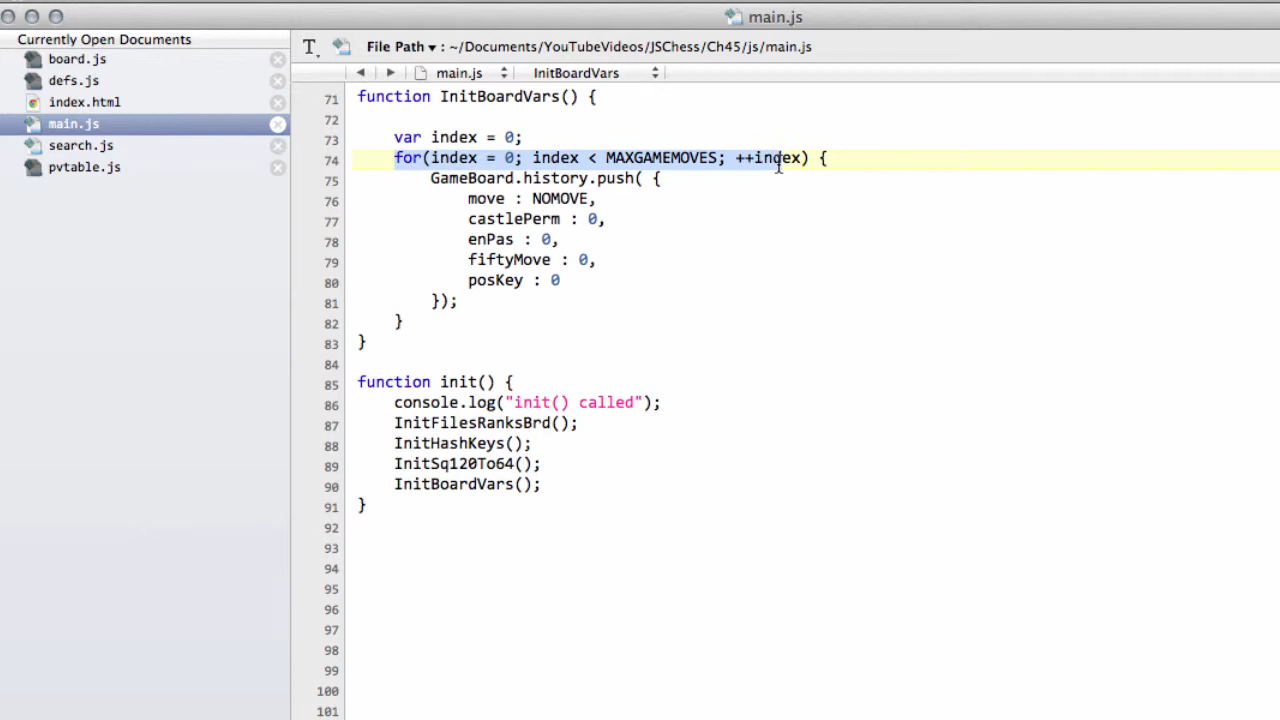 main.js
Currently Open Documents
board.js
defs.js
index.html
main.js
search.js
pvtable.js
T File Path ▾ : ~/Documents/YouTubeVideos/JSChess/Ch45/js/main.js
main.js InitBoardVars
71 function InitBoardVars() {
72
73 var index = 0;
74 for(index = 0; index < MAXGAMEMOVES; ++index) {
75 GameBoard.history.push( {
76 move : NOMOVE,
77 castlePerm : 0,
78 enPas : 0,
79 fiftyMove : 0,
80 posKey : 0
81 });
82 }
83 }
84
85 function init() {
86 console.log("init() called");
87 InitFilesRanksBrd();
88 InitHashKeys();
89 InitSq120To64();
90 InitBoardVars();
91 }
92
93
94
95
96
97
98
99
100
101